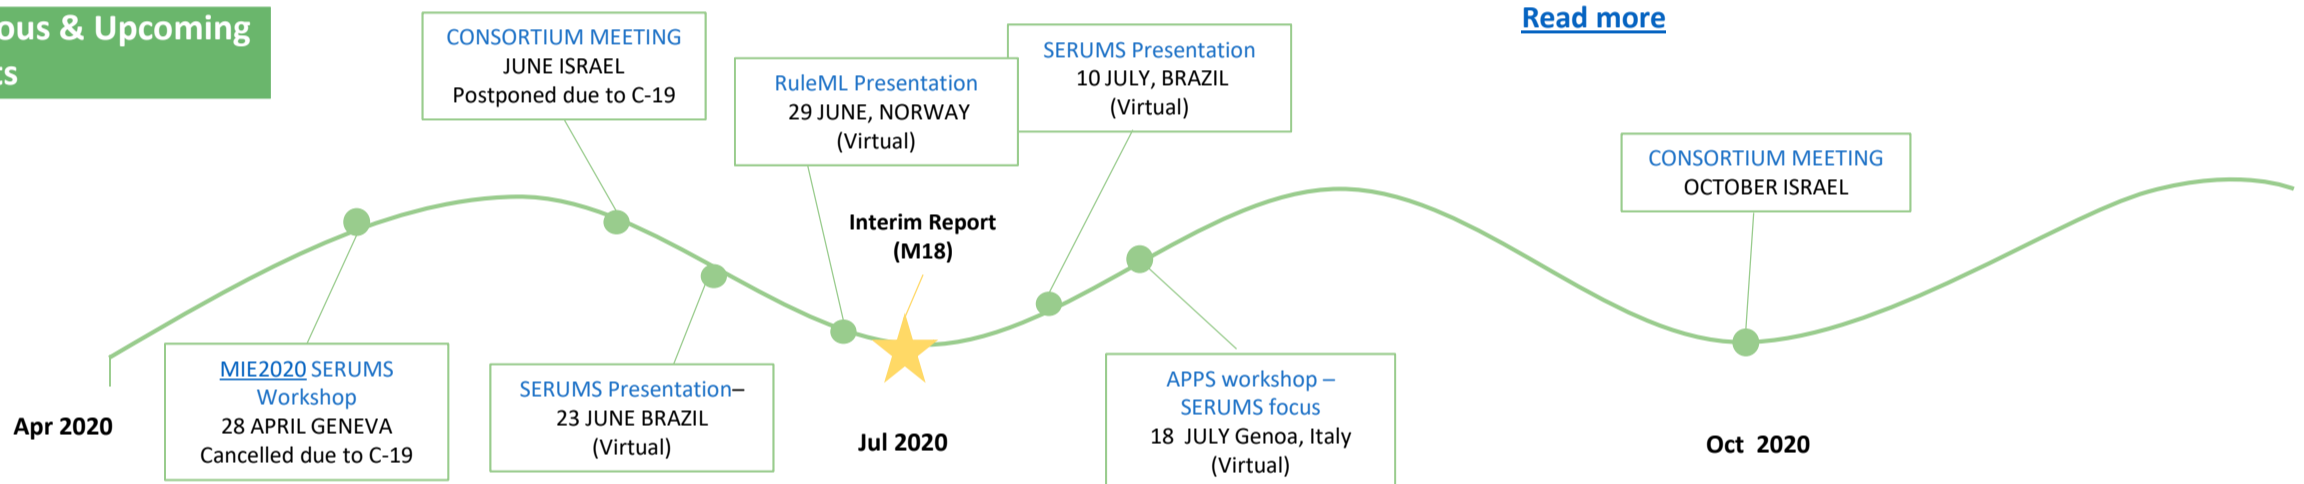 ous & Upcoming
ts
Read more
CONSORTIUM MEETING
JUNE ISRAEL
Postponed due to C-19
RuleML Presentation
29 JUNE, NORWAY
(Virtual)
SERUMS Presentation
10 JULY, BRAZIL
(Virtual)
CONSORTIUM MEETING
OCTOBER ISRAEL
Interim Report
(M18)
Apr 2020
MIE2020 SERUMS
Workshop
28 APRIL GENEVA
Cancelled due to C-19
SERUMS Presentation–
23 JUNE BRAZIL
(Virtual)
Jul 2020
APPS workshop –
SERUMS focus
18 JULY Genoa, Italy
(Virtual)
Oct 2020